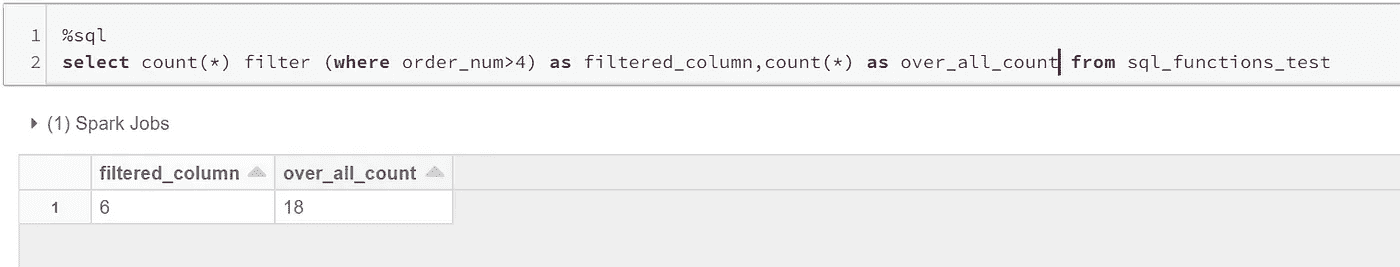 1 %sql
2 select count(*) filter (where order_num>4) as filtered_column,count(*) as over_all_count from sql_functions_test
(1) Spark Jobs
filtered_column over_all_count
1 6 18